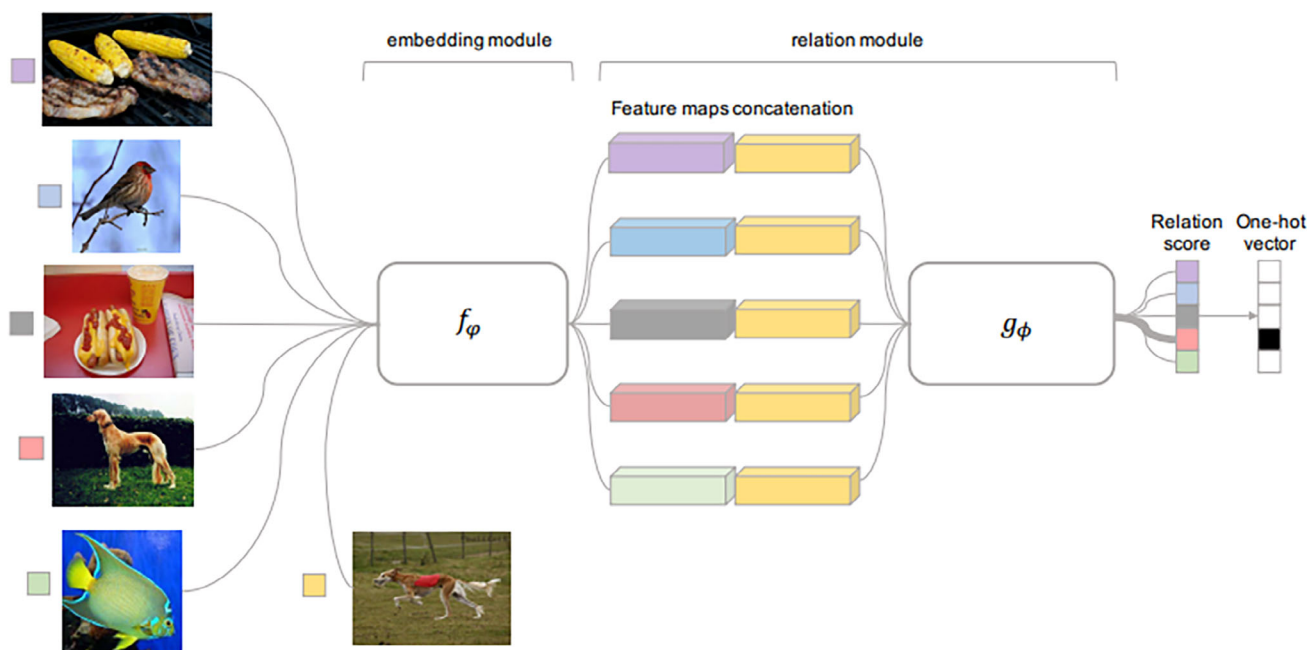 embedding module
relation module
Feature maps concatenation
fφ
gϕ
Relation
score
One-hot
vector